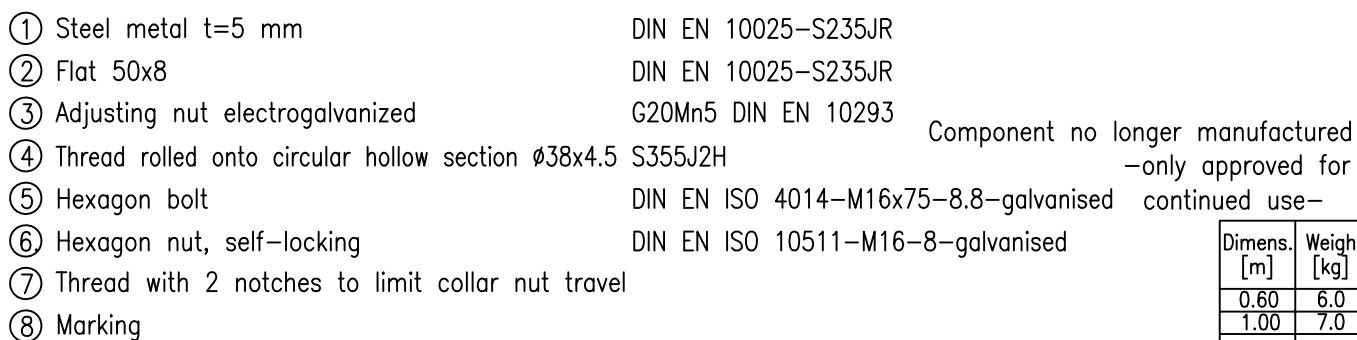 ① Steel metal t=5 mm DIN EN 10025-S235JR
② Flat 50x8 DIN EN 10025-S235JR
③ Adjusting nut electrogalvanized G20Mn5 DIN EN 10293
Component no longer manufactured
④ Thread rolled onto circular hollow section ø38x4.5 S355J2H
-only approved for
⑤ Hexagon bolt DIN EN ISO 4014-M16x75-8.8-galvanised
continued use-
⑥ Hexagon nut, self-locking DIN EN ISO 10511-M16-8-galvanised
⑦ Thread with 2 notches to limit collar nut travel
⑧ Marking
Dimens. Weigh
[m] [kg]
0.60 6.0
1.00 7.0